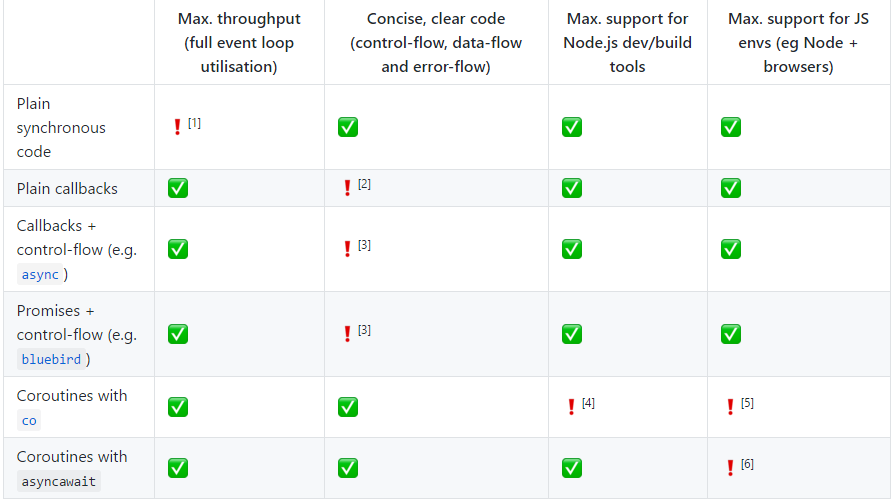 Max. throughput
(full event loop
utilisation)
Concise, clear code
(control-flow, data-flow
and error-flow)
Max. support for
Node.js dev/build
tools
Max. support for JS
envs (eg Node +
browsers)
Plain
synchronous
code
❗ [1]
✅
✅
✅
Plain callbacks
✅
❗ [2]
✅
✅
Callbacks +
control-flow (e.g.
async )
✅
❗ [3]
✅
✅
Promises +
control-flow (e.g.
bluebird )
✅
❗ [3]
✅
✅
Coroutines with
co
✅
✅
❗ [4]
❗ [5]
Coroutines with
asyncawait
✅
✅
✅
❗ [6]